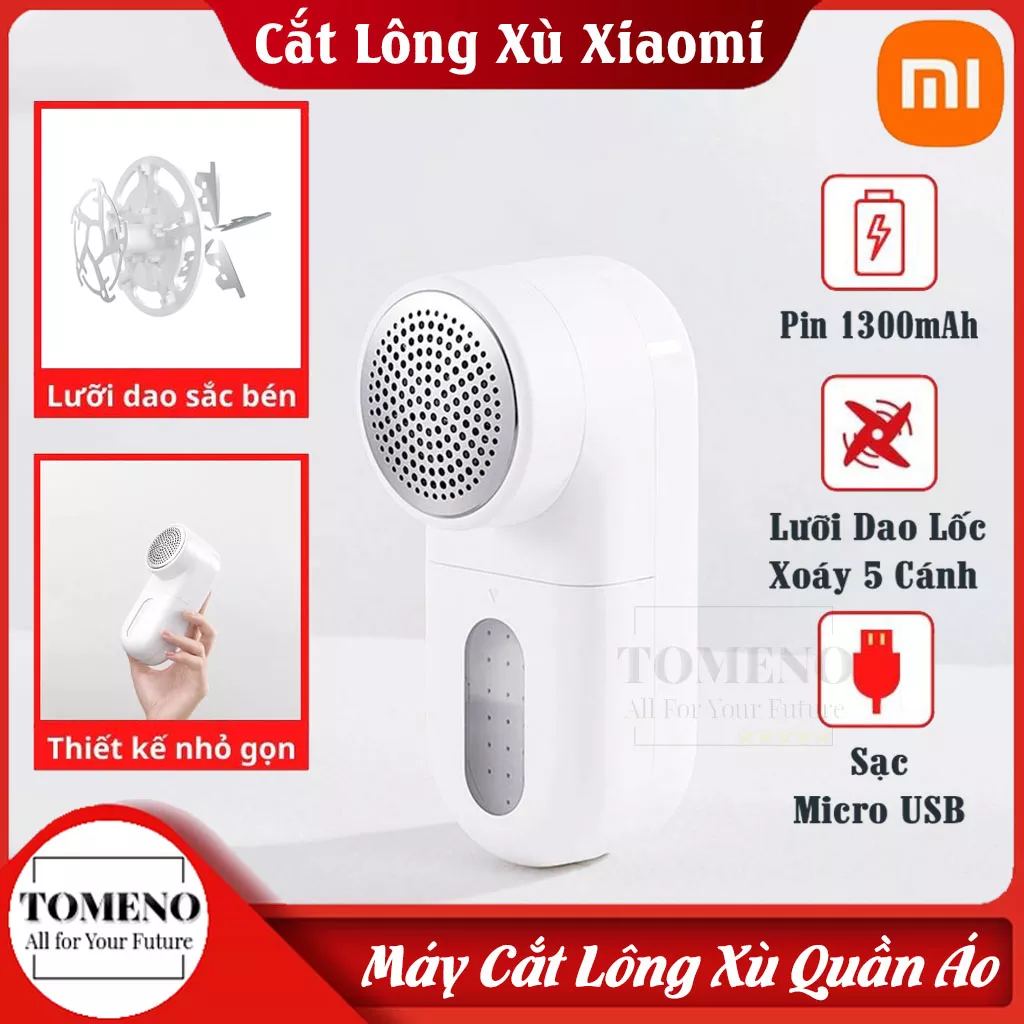 Cắt Lông Xù Xiaomi
mi
Lưỡi dao sắc bén
Thiết kế nhỏ gọn
Pin 1300mAh
Lưỡi Dao Lốc
Xoáy 5 Cánh
Sạc
Micro USB
TOMENO
All For Your Future
TOMENO
All for Your Future
Máy Cắt Lông Xù Quần Áo